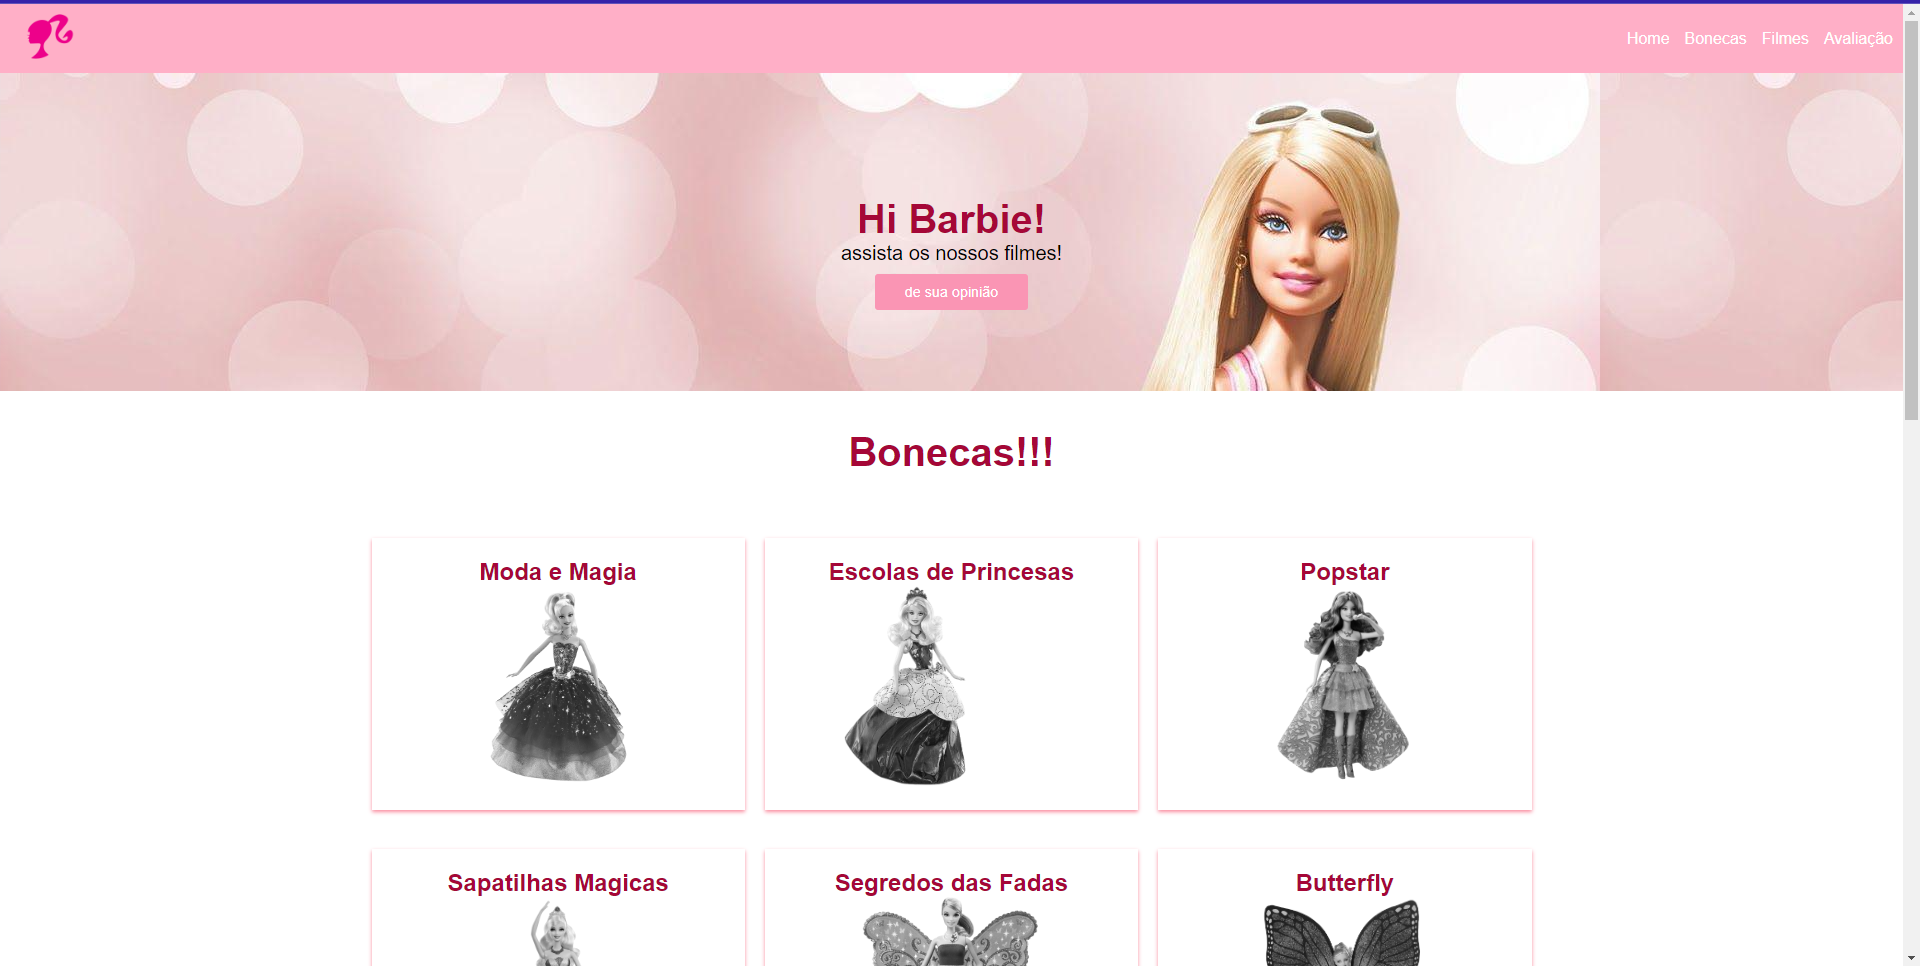 Home Bonecas Filmes Avaliação
Hi Barbie!
assista os nossos filmes!
de sua opinião
Bonecas!!!
Moda e Magia
Escolas de Princesas
Popstar
Sapatilhas Magicas
Segredos das Fadas
Butterfly